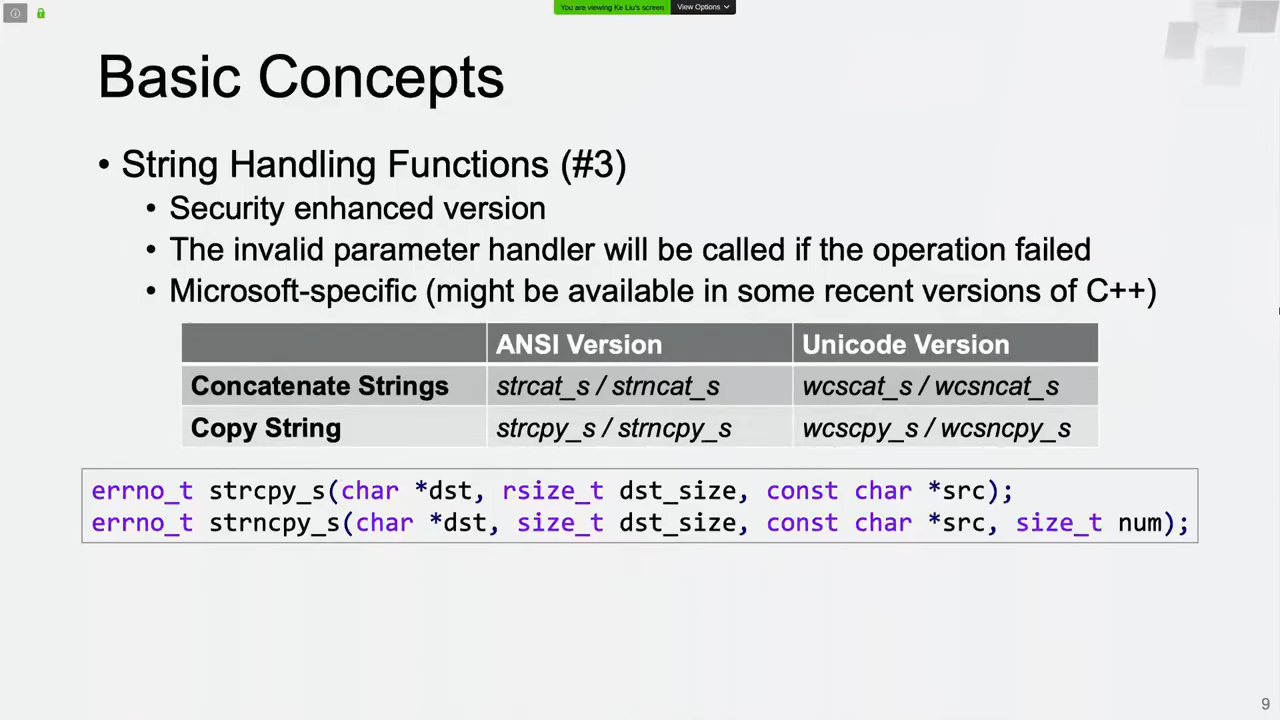 You are viewing Ke Liu's screen
View Options
Basic Concepts
• String Handling Functions (#3)
• Security enhanced version
• The invalid parameter handler will be called if the operation failed
• Microsoft-specific (might be available in some recent versions of C++)
ANSI Version Unicode Version
Concatenate Strings strcat_s / strncat_s wcscat_s / wcsncat_s
Copy String strcpy_s / strncpy_s wcscpy_s / wcsncpy_s
errno_t strcpy_s(char *dst, rsize_t dst_size, const char *src);
errno_t strncpy_s(char *dst, size_t dst_size, const char *src, size_t num);
9